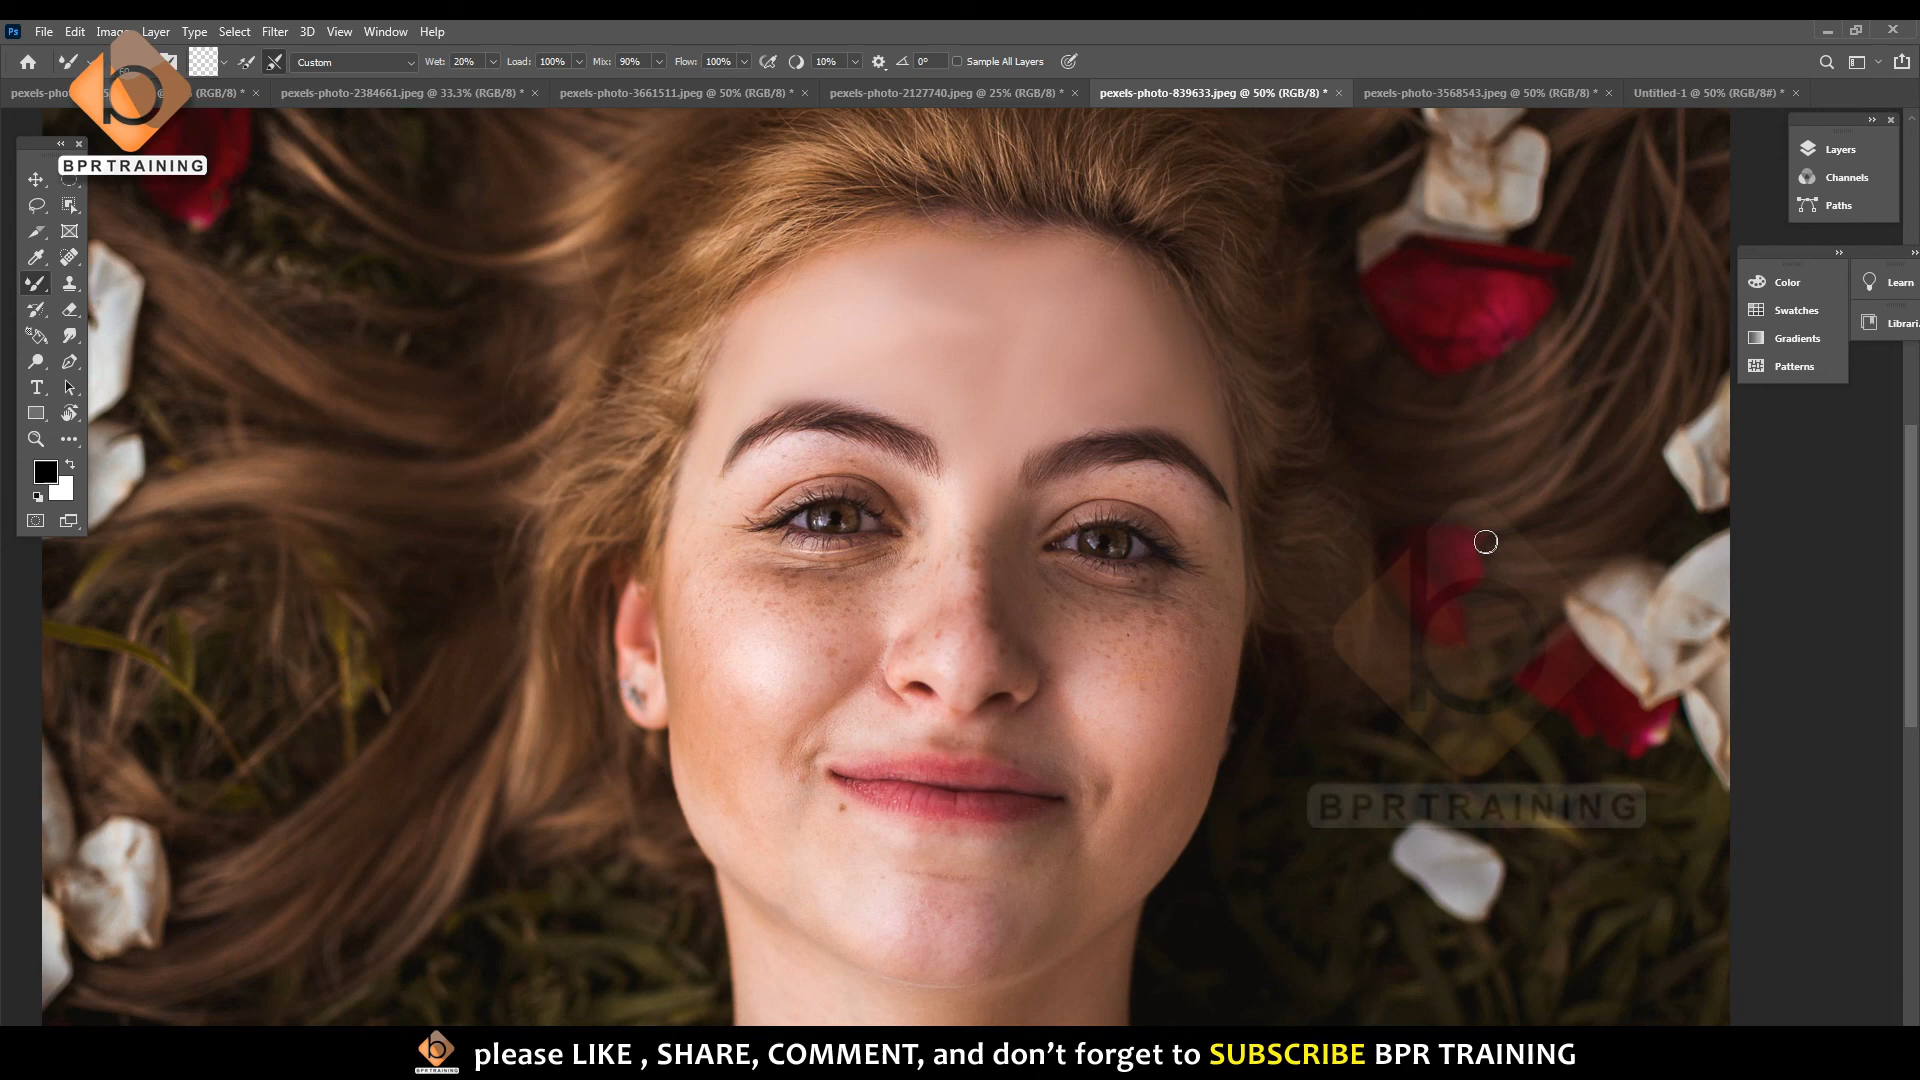 Ps File Edit Image Layer Type Select Filter 3D View Window Help
Custom Wet: 20% Load: 100% Mix: 90% Flow: 100% 10% 0° Sample All Layers
pexels-photo-2384661.jpeg @ 33.3% (RGB/8) * pexels-photo-3661511.jpeg @ 50% (RGB/8) * pexels-photo-2127740.jpeg @ 25% (RGB/8) * pexels-photo-839633.jpeg @ 50% (RGB/8) * pexels-photo-3568543.jpeg @ 50% (RGB/8) * Untitled-1 @ 50% (RGB/8#) *
BPR TRAINING
Layers
Channels
Paths
Color
Swatches
Gradients
Patterns
Learn
Librari
BPR TRAINING
BPR TRAINING
please LIKE , SHARE, COMMENT, and don’t forget to SUBSCRIBE BPR TRAINING